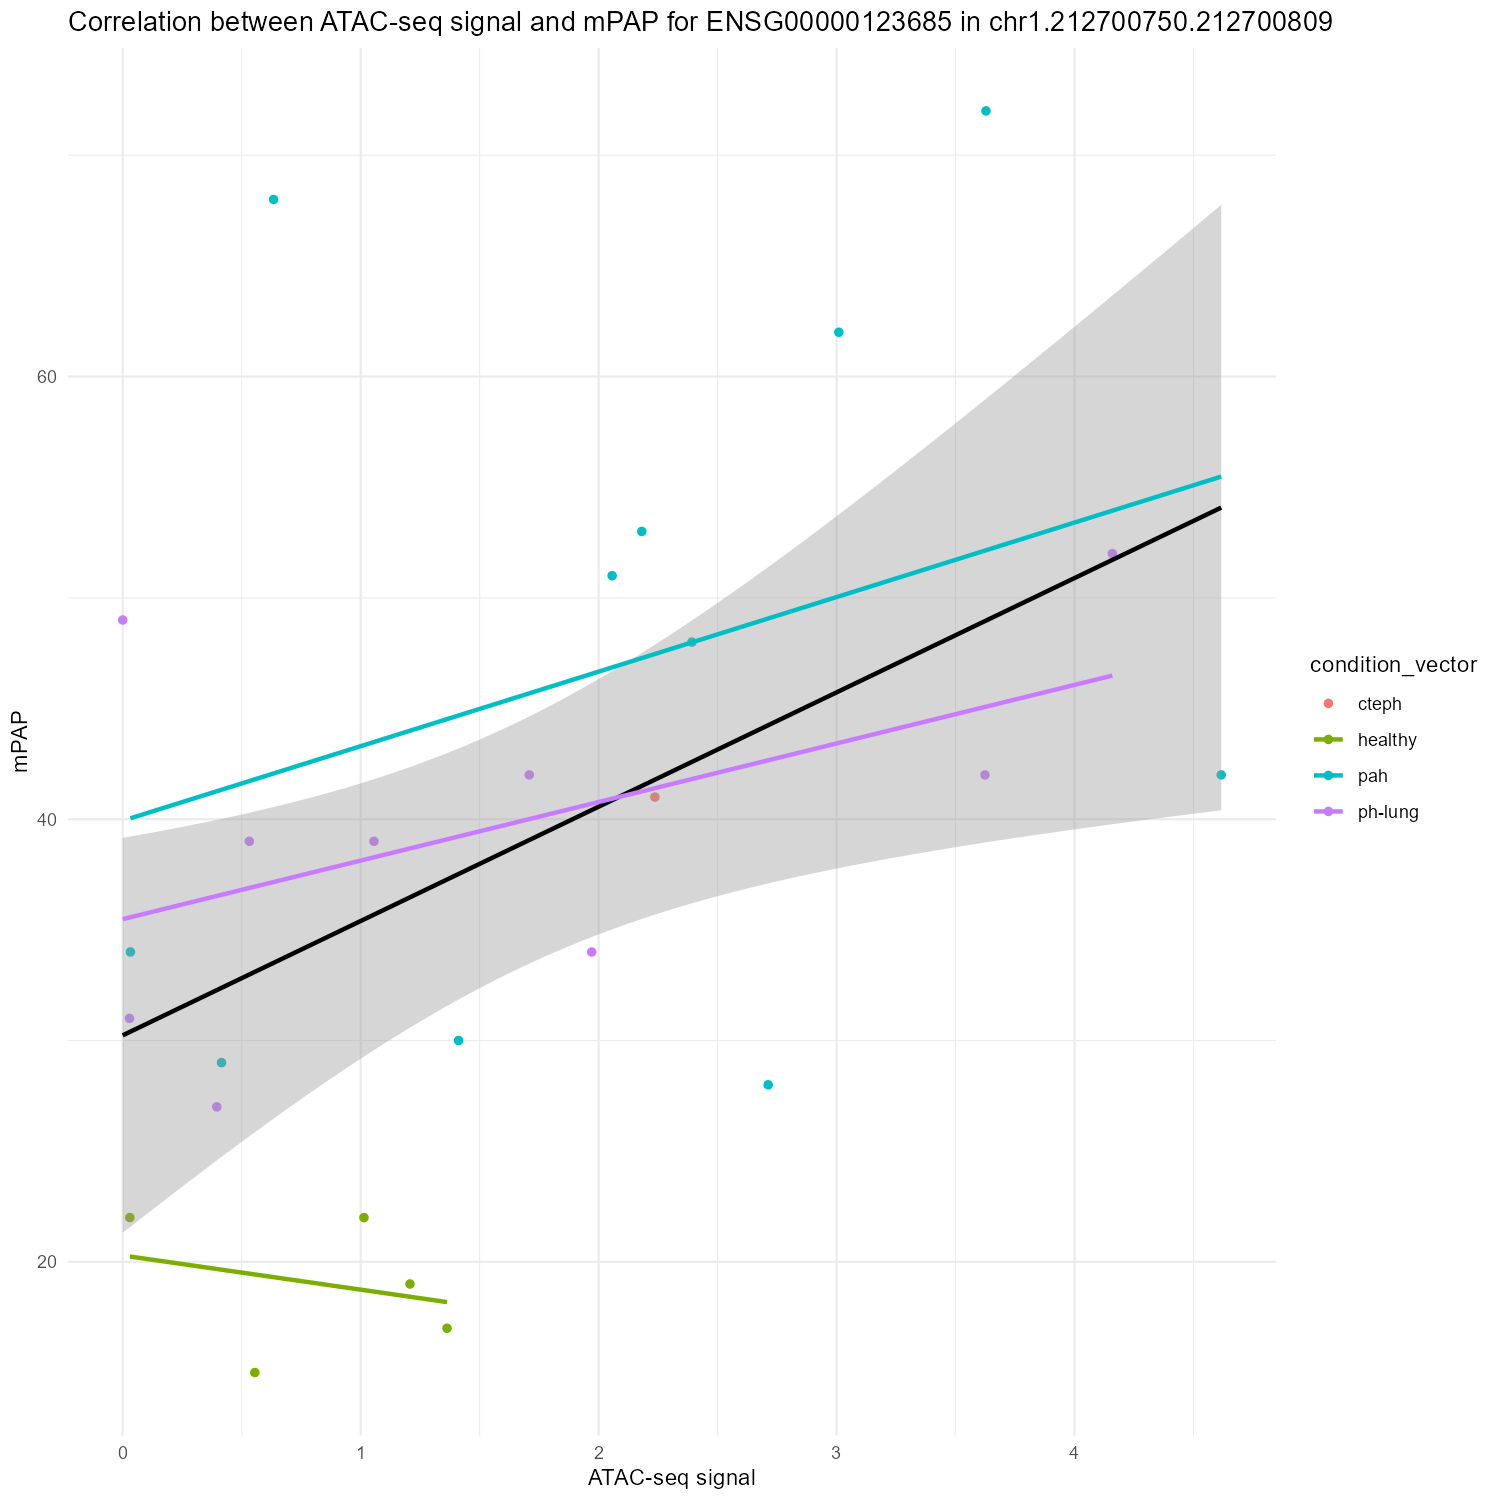 Correlation between ATAC-seq signal and mPAP for ENSG00000123685 in chr1.212700750.212700809
60
40
20
mPAP
0 1 2 3 4
ATAC-seq signal
condition_vector
cteph
healthy
pah
ph-lung